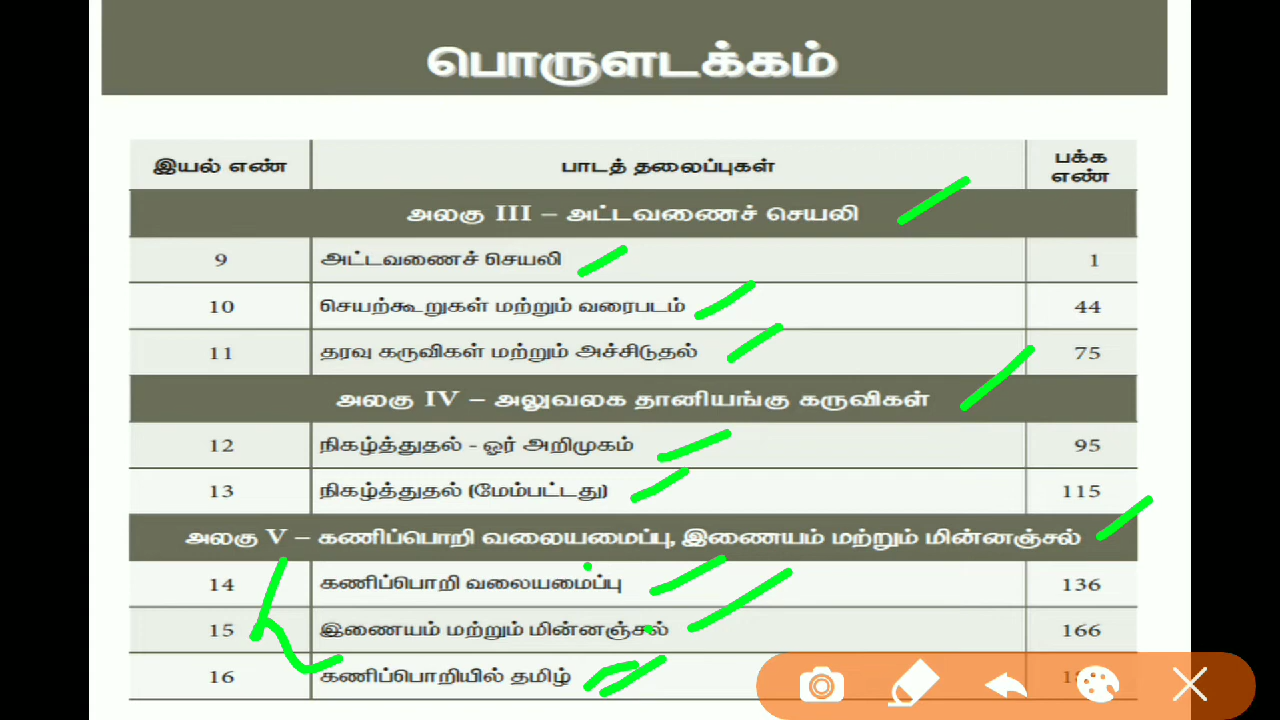 பொருளடக்கம்
இயல் எண் பாடத் தலைப்புகள் பக்க எண்
அலகு III – அட்டவணைச் செயலி
9 அட்டவணைச் செயலி 1
10 செயற்கூறுகள் மற்றும் வரைபடம் 44
11 தரவு கருவிகள் மற்றும் அச்சிடுதல் 75
அலகு IV – அலுவலக தானியங்கு கருவிகள்
12 நிகழ்த்துதல் - ஓர் அறிமுகம் 95
13 நிகழ்த்துதல் (மேம்பட்டது) 115
அலகு V – கணிப்பொறி வலையமைப்பு, இணையம் மற்றும் மின்னஞ்சல்
14 கணிப்பொறி வலையமைப்பு 136
15 இணையம் மற்றும் மின்னஞ்சல் 166
16 கணிப்பொறியில் தமிழ்